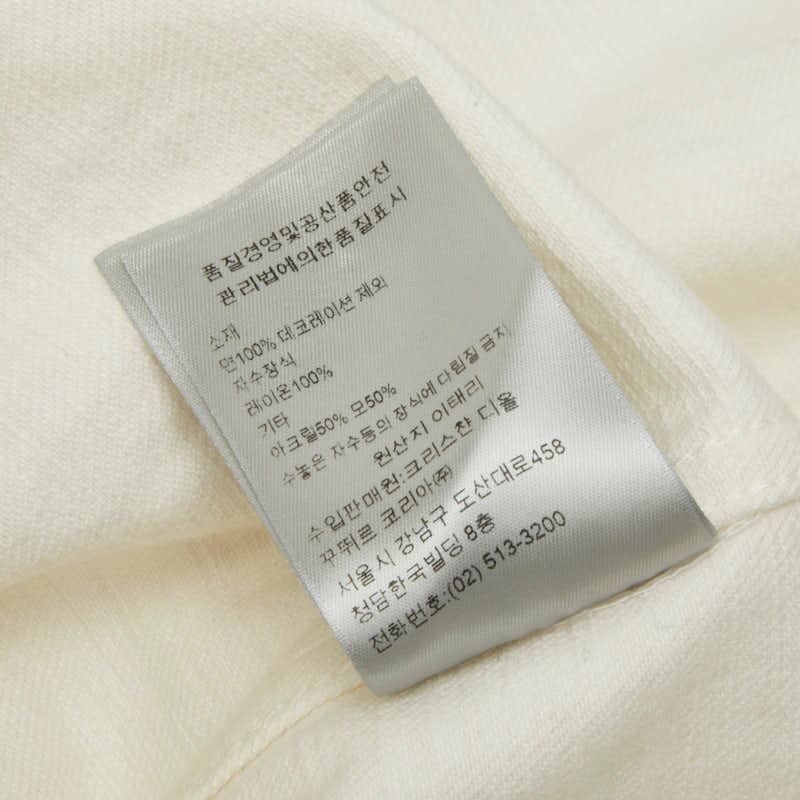 품질경영및공산품안전
관리법에의한품질표시
소재
면100% 데코레이션 제외
자수장식
레이온100%
기타
아크릴50% 모50%
수놓은 자수등의 장식에 다림질 금지
원산지 이태리
수입판매원:크리스챤 디올
꾸뛰르 코리아㈜
서울시 강남구 도산대로458
청담한국빌딩 8층
전화번호:(02) 513-3200